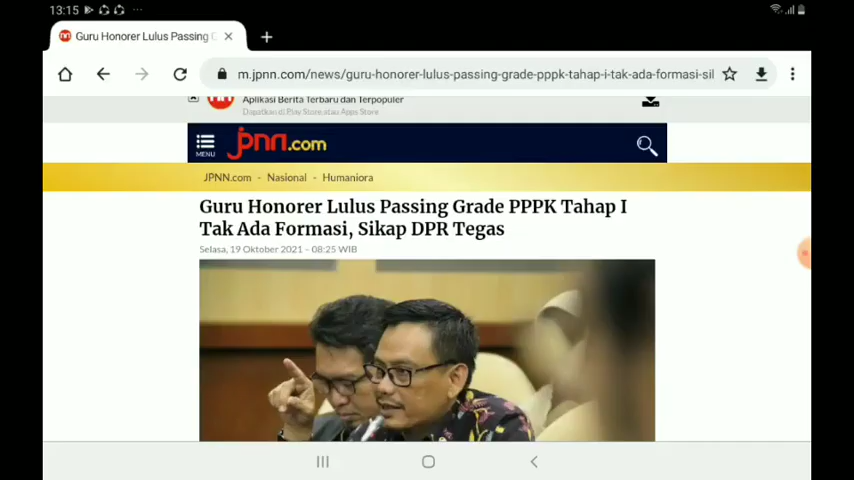 13:15
Guru Honorer Lulus Passing G
m.jpnn.com/news/guru-honorer-lulus-passing-grade-pppk-tahap-i-tak-ada-formasi-sil
Aplikasi Berita Terbaru dan Terpopuler
Dapatkan di Play Store atau Apps Store
MENU
jpnn.com
JPNN.com - Nasional - Humaniora
Guru Honorer Lulus Passing Grade PPPK Tahap I
Tak Ada Formasi, Sikap DPR Tegas
Selasa, 19 Oktober 2021 – 08:25 WIB